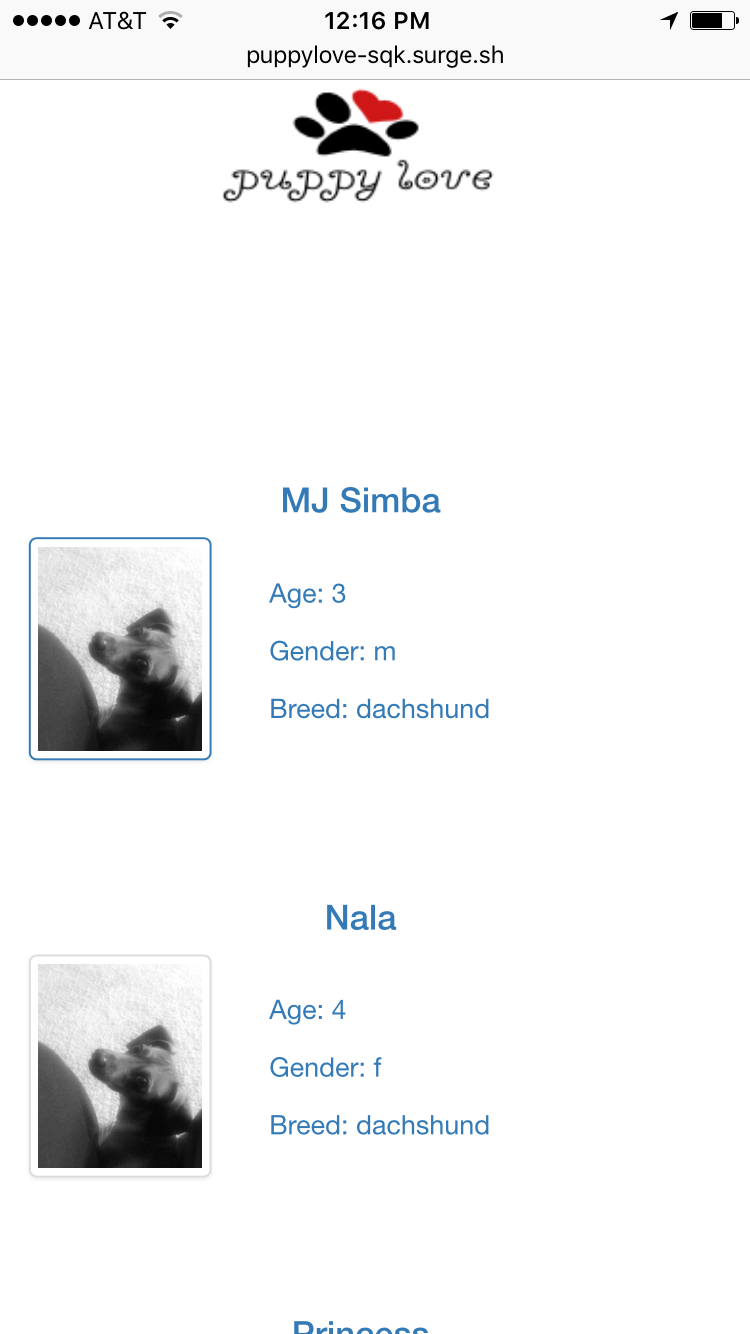 AT&T 12:16 PM
puppylove-sqk.surge.sh
puppy love
MJ Simba
Age: 3
Gender: m
Breed: dachshund
Nala
Age: 4
Gender: f
Breed: dachshund
Princess